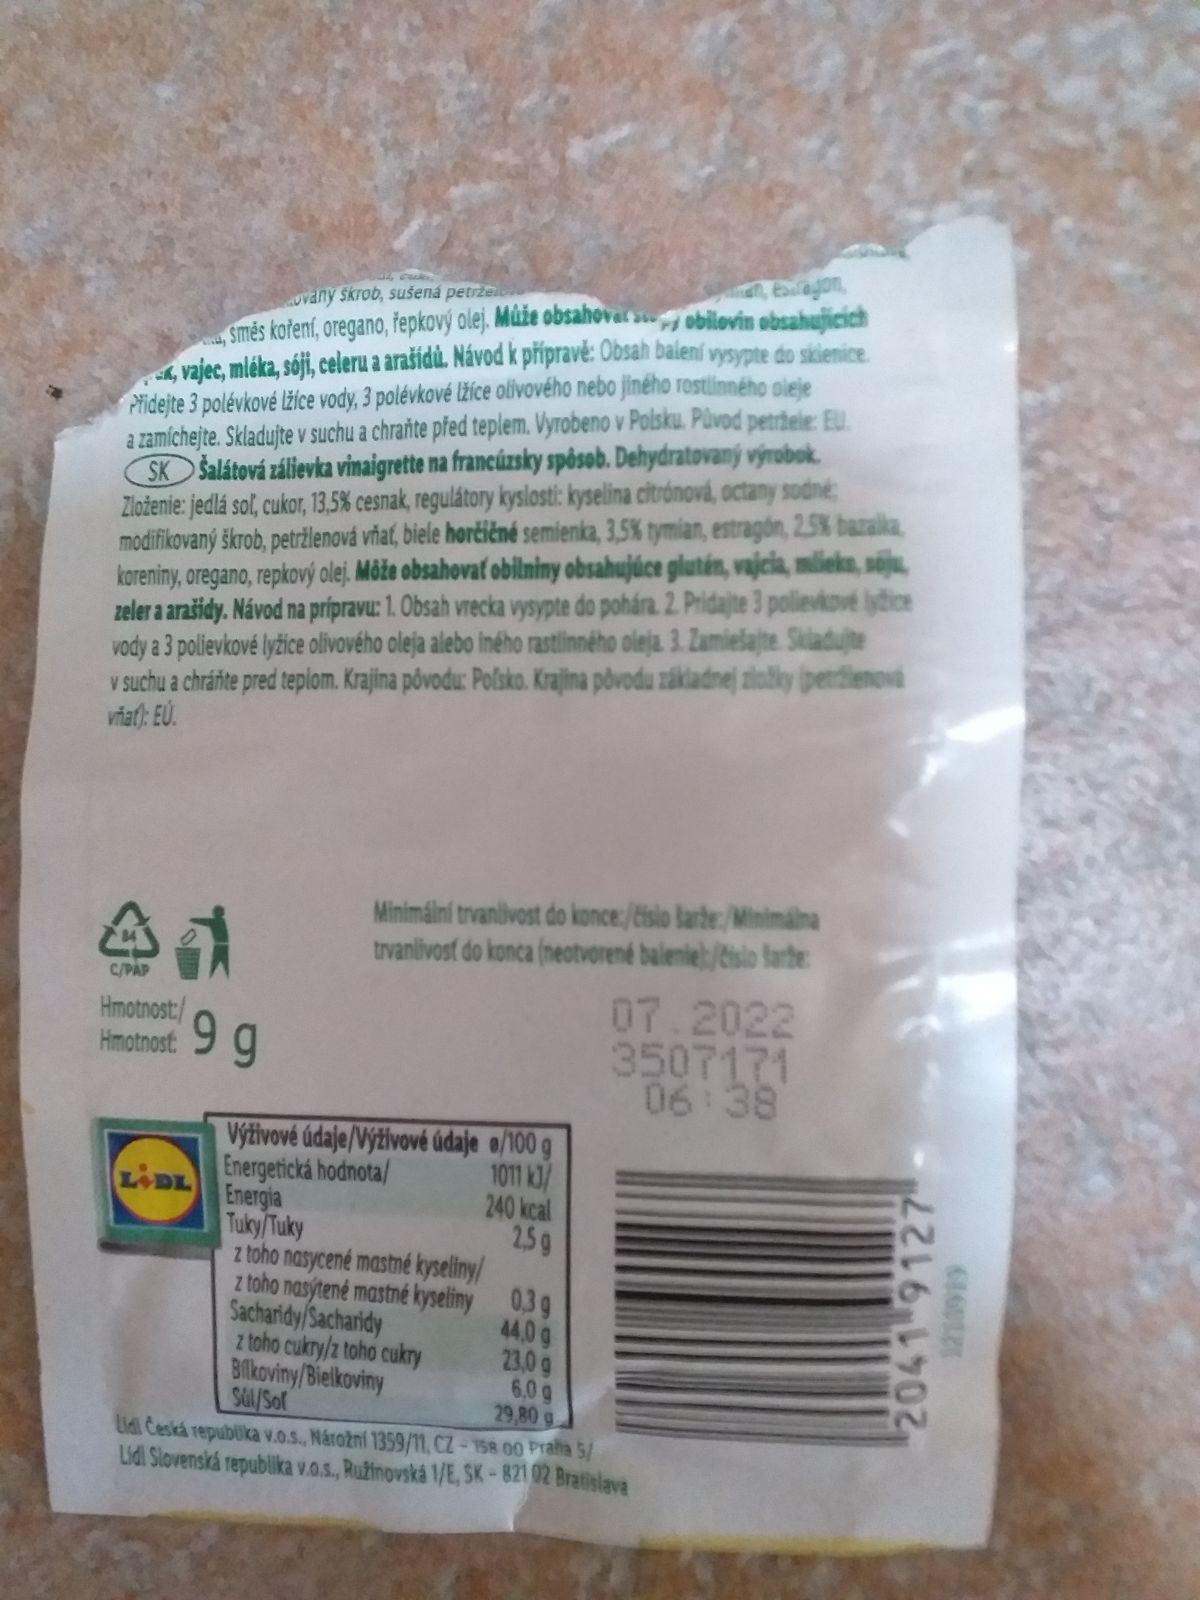 škrob, sušená
směs koření, oregano, řepkový olej. Může obsahovat obilovin obsahujících
vajec, mléka, sóji, celeru a arašídů. Návod k přípravě: Obsah balení vysypte do sklenice.
Přidejte 3 polévkové lžíce vody, 3 polévkové lžíce olivového nebo jiného rostlinného oleje
a zamíchejte. Skladujte v suchu a chraňte před teplem. Vyrobeno v Polsku. Původ petržele: EU.
SK Šalátová zálievka vinaigrette na francúzsky spôsob. Dehydratovaný výrobok.
Zloženie: jedlá soľ, cukor, 13,5% cesnak, regulátory kyslosti: kyselina citrónová, octany sodné;
modifikovaný škrob, petržlenová vňať, biele horčičné semienka, 3,5% tymian, estragón, 2,5% bazalka,
koreniny, oregano, repkový olej. Môže obsahovať obilniny obsahujúce glutén, vajcia, mlieko, sóju,
zeler a arašidy. Návod na prípravu: 1. Obsah vrecka vysypte do pohára. 2. Pridajte 3 polievkové lyžice
vody a 3 polievkové lyžice olivového oleja alebo iného rastlinného oleja. 3. Zamiešajte. Skladujte
v suchu a chráňte pred teplom. Krajina pôvodu: Poľsko. Krajina pôvodu základnej zložky (petržlenová
vňať): EÚ.
84
C/PAP
Minimální trvanlivost do konce:/číslo šarže:/Minimálna
trvanlivosť do konca (neotvorené balenie):/číslo šarže:
Hmotnost:/
Hmotnosť: 9 g
07.2022
3507171
06:38
LIDL
Výživové údaje/Výživové údaje ø/100 g
Energetická hodnota/ 1011 kJ/
Energia 240 kcal
Tuky/Tuky 2,5 g
z toho nasycené mastné kyseliny/
z toho nasýtené mastné kyseliny 0,3 g
Sacharidy/Sacharidy 44,0 g
z toho cukry/z toho cukry 23,0 g
Bílkoviny/Bielkoviny 6,0 g
Sůl/Soľ 29,80 g
Lidl Česká republika v.o.s., Nárožní 1359/11, CZ - 158 00 Praha 5/
Lidl Slovenská republika v.o.s., Ružinovská 1/E, SK - 821 02 Bratislava
20419127